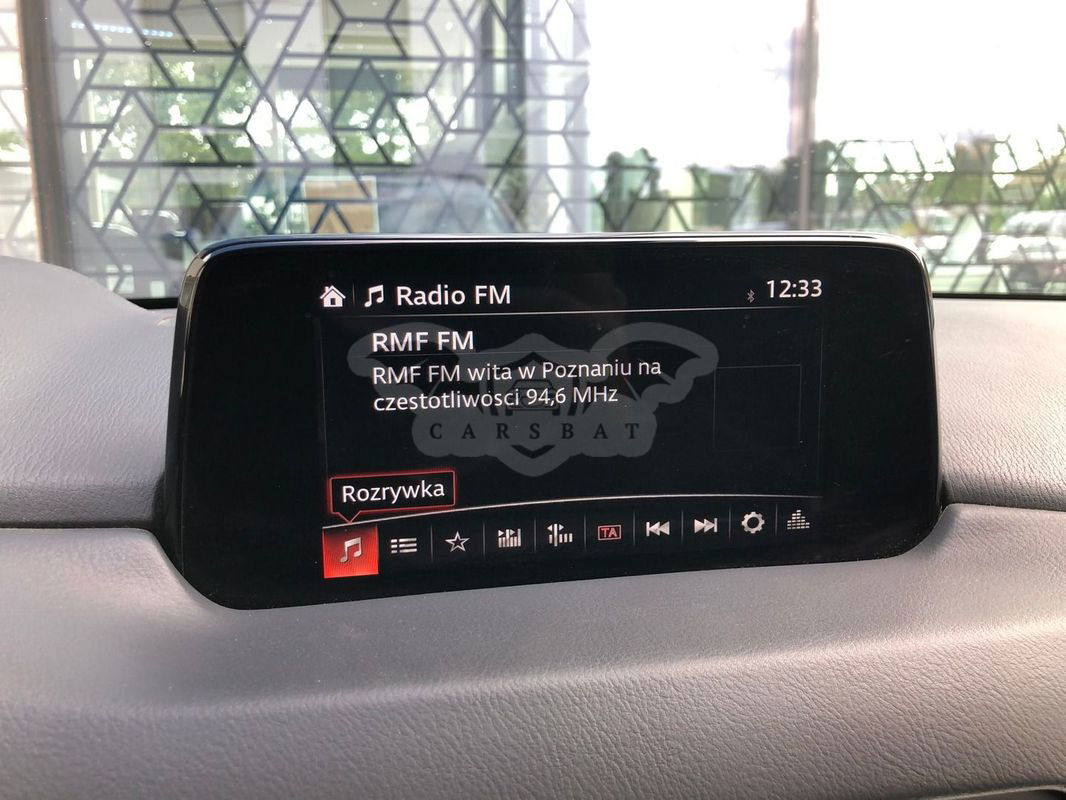 Radio FM
12:33
RMF FM
RMF FM wita w Poznaniu na
czestotliwosci 94,6 MHz
CARSBAT
Rozrywka
TA